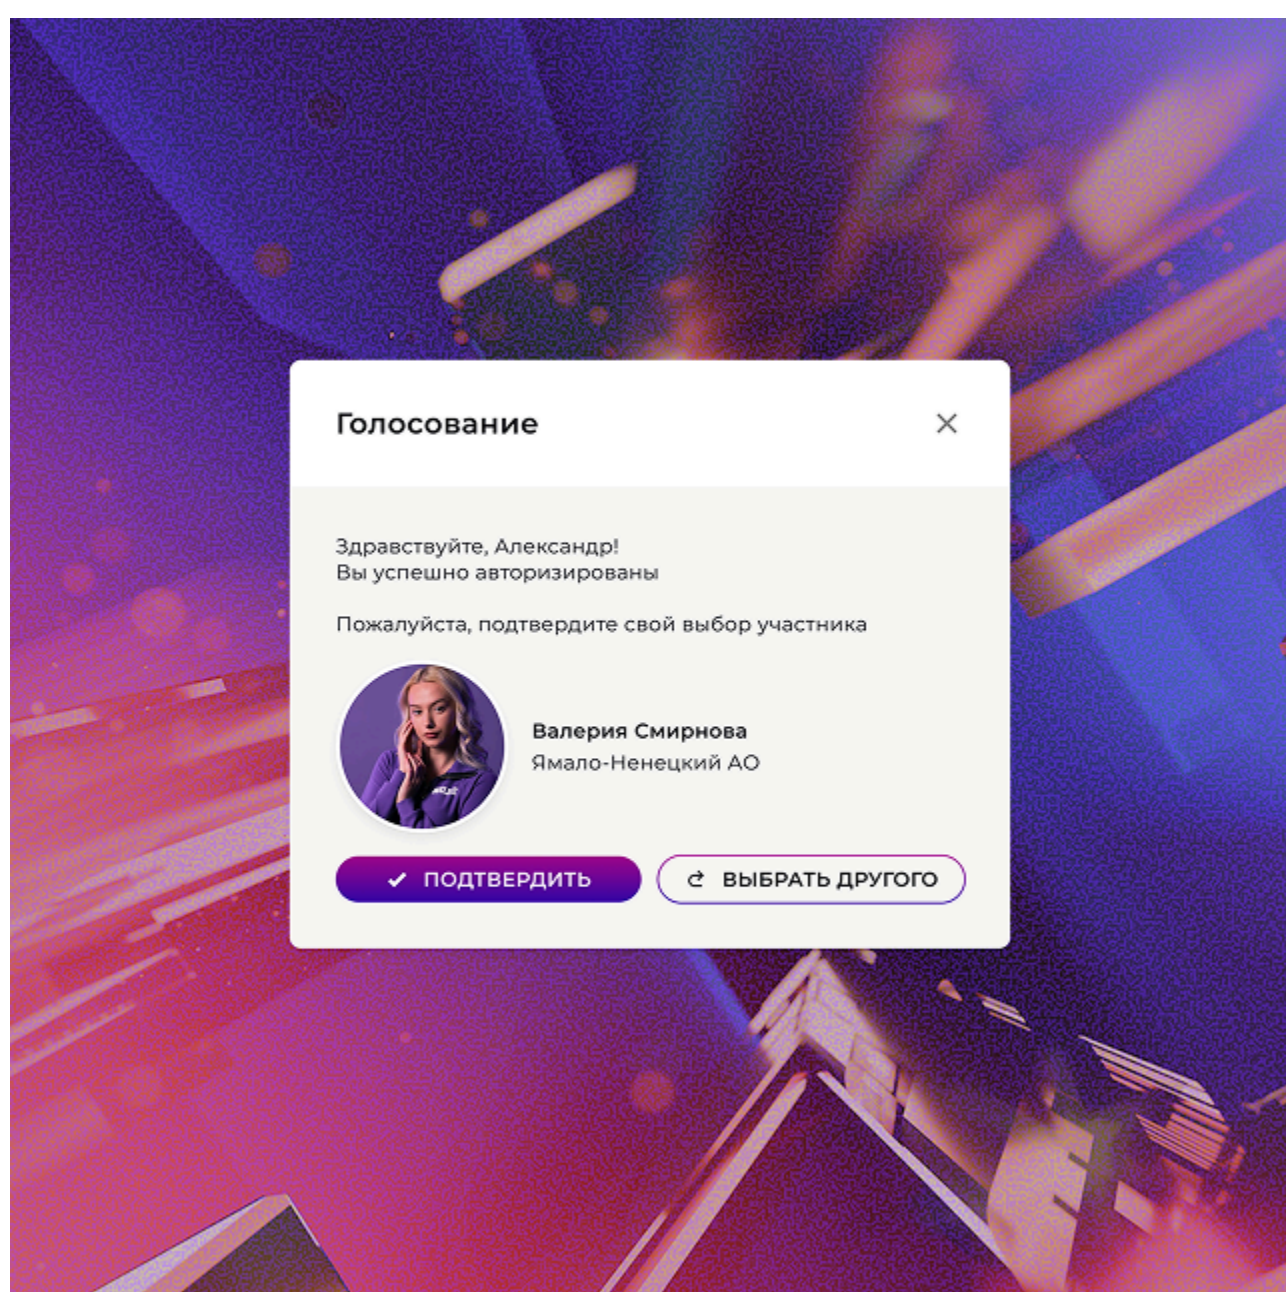 Голосование
Здравствуйте, Александр!
Вы успешно авторизированы
Пожалуйста, подтвердите свой выбор участника
Валерия Смирнова
Ямало-Ненецкий АО
ПОДТВЕРДИТЬ
ВЫБРАТЬ ДРУГОГО